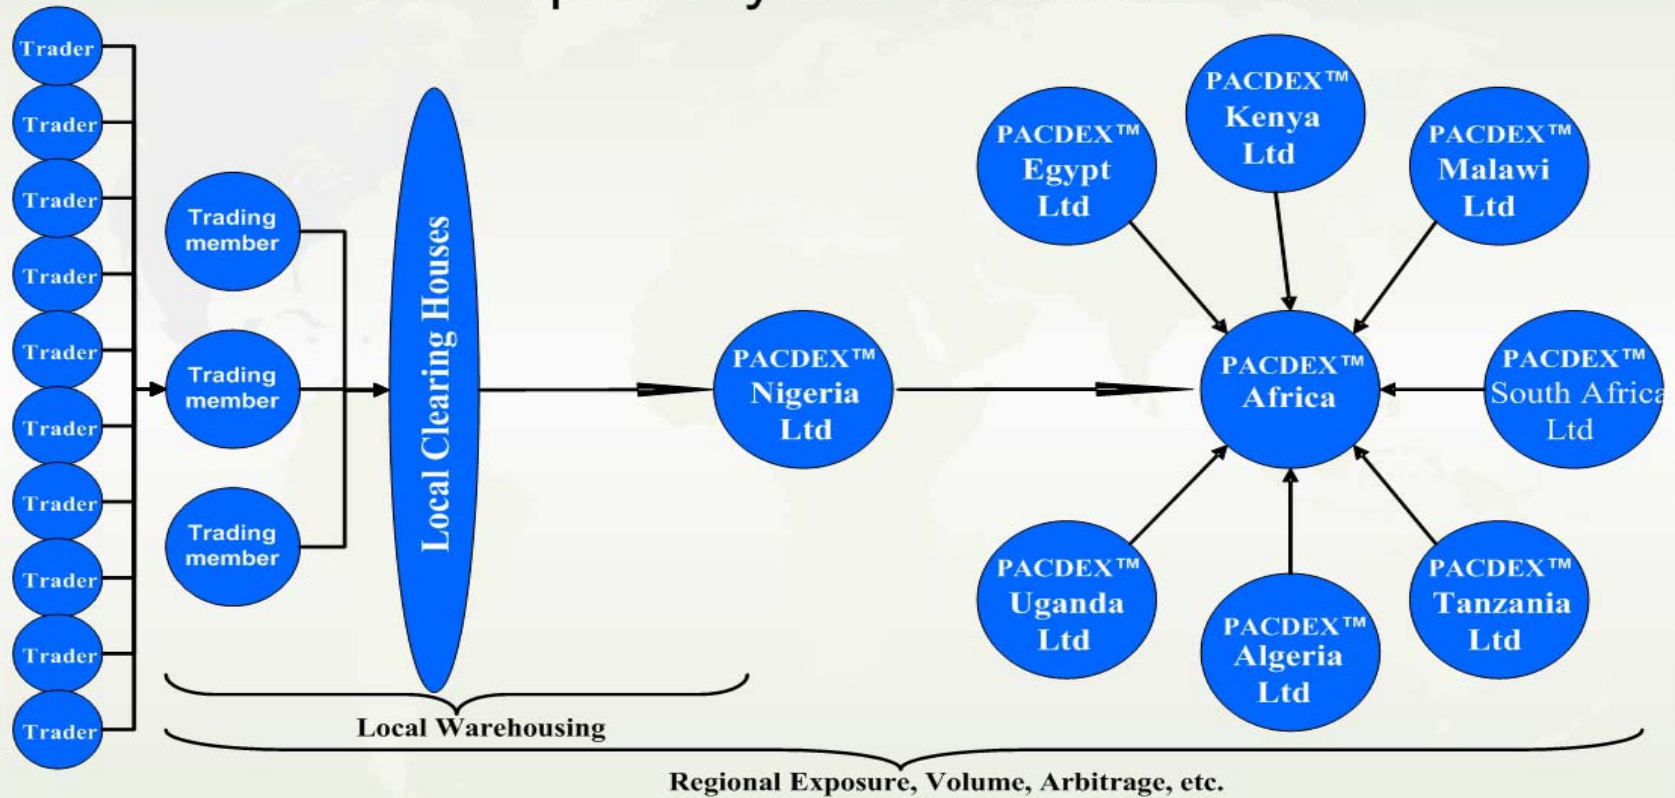 Trader
Trader
Trader
Trader
Trader
Trader
Trader
Trader
Trader
Trader
Trading
member
Trading
member
Trading
member
Local Clearing Houses
PACDEX™
Nigeria
Ltd
PACDEX™
Egypt
Ltd
PACDEX™
Kenya
Ltd
PACDEX™
Malawi
Ltd
PACDEX™
Africa
PACDEX™
South Africa
Ltd
PACDEX™
Uganda
Ltd
PACDEX™
Algeria
Ltd
PACDEX™
Tanzania
Ltd
Local Warehousing
Regional Exposure, Volume, Arbitrage, etc.